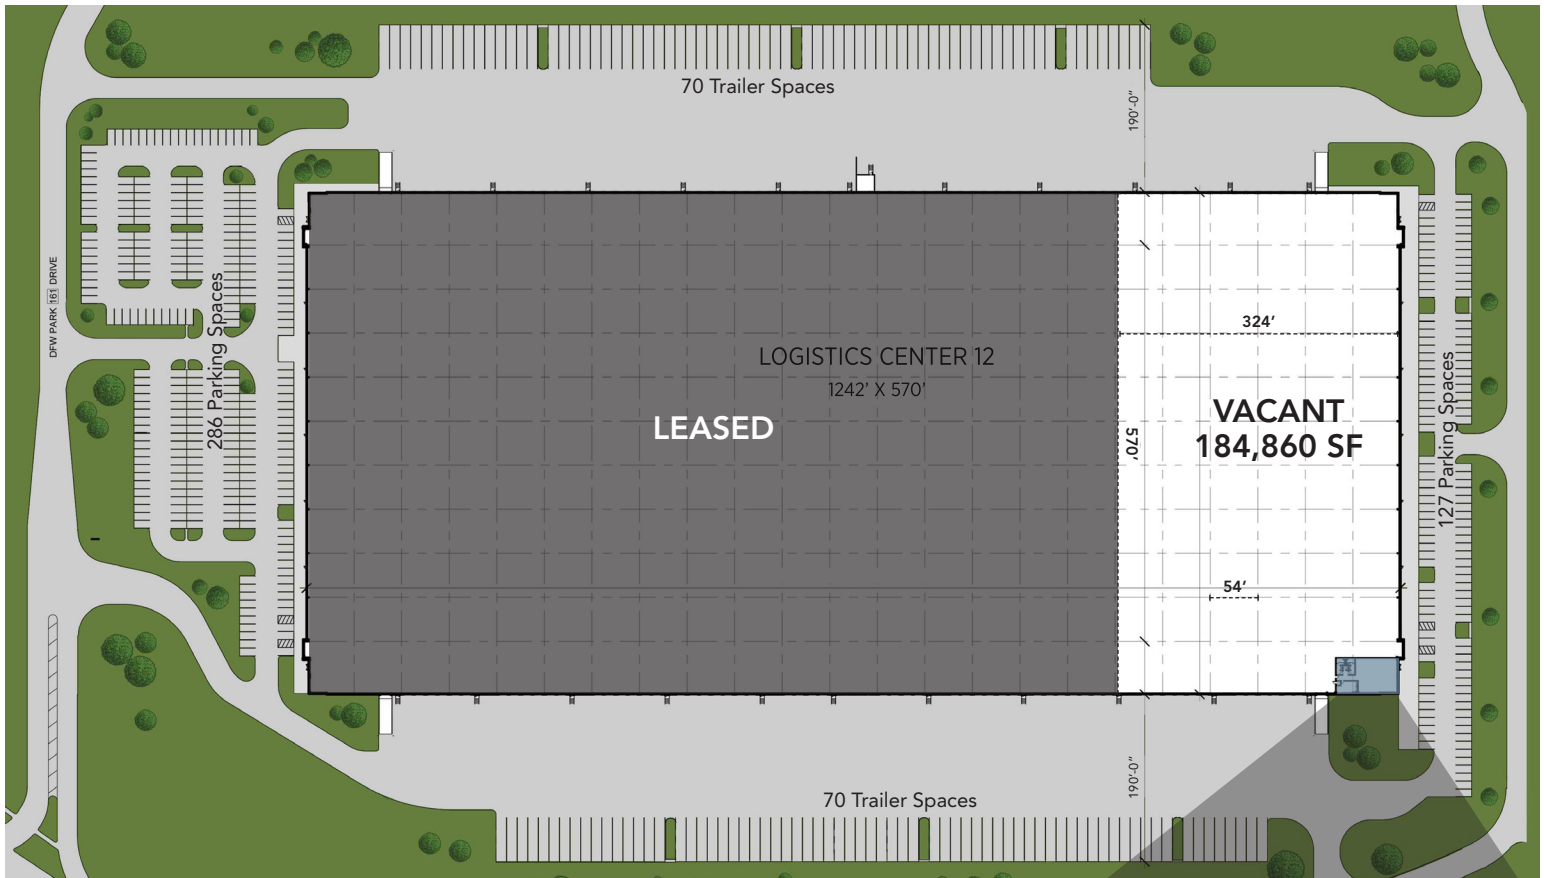 70 Trailer Spaces
190'-0"
DFW PARK 161 DRIVE
286 Parking Spaces
324'
LOGISTICS CENTER 12
1242' X 570'
LEASED
VACANT
184,860 SF
570'
127 Parking Spaces
54'
190'-0"
70 Trailer Spaces